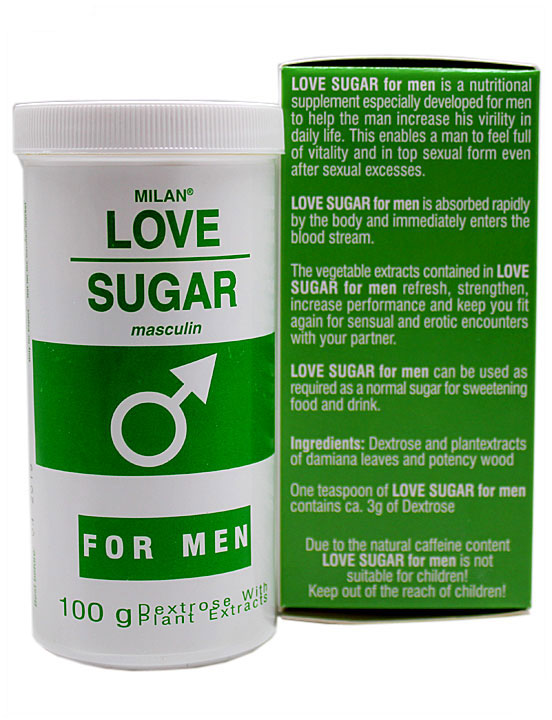 MILAN®
LOVE
SUGAR
masculin
FOR MEN
100 g Dextrose With
Plant Extracts
LOVE SUGAR for men is a nutritional
supplement especially developed for men
to help the man increase his virility in
daily life. This enables a man to feel full
of vitality and in top sexual form even
after sexual excesses.
LOVE SUGAR for men is absorbed rapidly
by the body and immediately enters the
blood stream.
The vegetable extracts contained in LOVE
SUGAR for men refresh, strengthen,
increase performance and keep you fit
again for sensual and erotic encounters
with your partner.
LOVE SUGAR for men can be used as
required as a normal sugar for sweetening
food and drink.
Ingredients: Dextrose and plantextracts
of damiana leaves and potency wood
One teaspoon of LOVE SUGAR for men
contains ca. 3g of Dextrose
Due to the natural caffeine content
LOVE SUGAR for men is not
suitable for children!
Keep out of the reach of children!